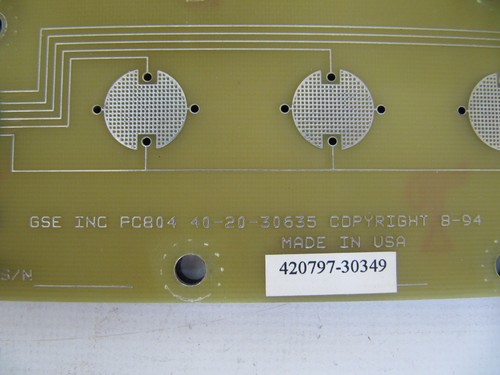 GSE INC PC804 40-20-30635 COPYRIGHT 8-94
MADE IN USA
S/N
420797-30349